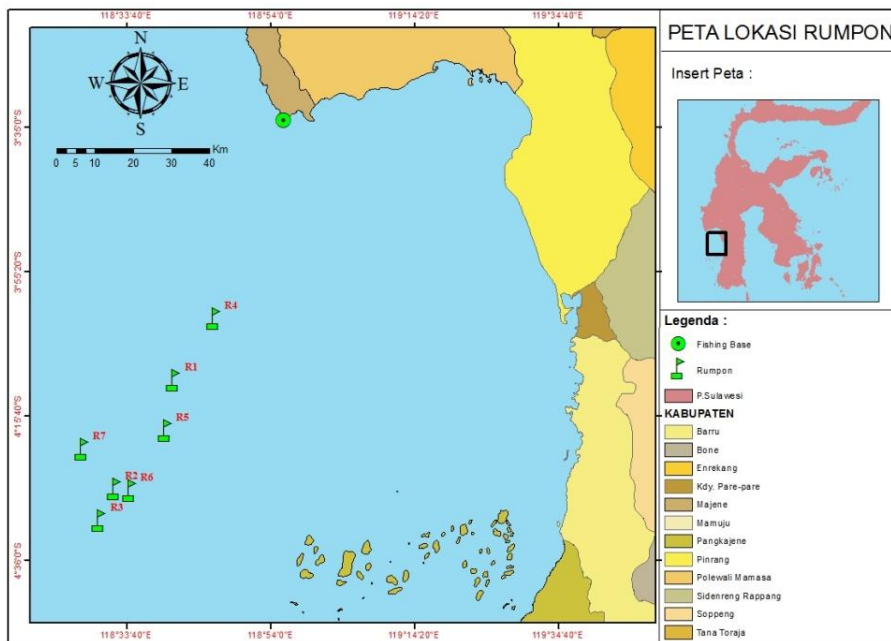 118°33'40"E 118°54'0"E 119°14'20"E 119°34'40"E
N
W E
S
Km
0 5 10 20 30 40
3°35'0"S
3°55'20"S
4°15'40"S
4°36'0"S
R4
R1
R5
R7
R2 R6
R3
118°33'40"E 118°54'0"E 119°14'20"E 119°34'40"E
PETA LOKASI RUMPON
Insert Peta :
Legenda :
Fishing Base
Rumpon
P.Sulawesi
KABUPATEN
Barru
Bone
Enrekang
Kdy. Pare-pare
Majene
Mamuju
Pangkajene
Pinrang
Polewali Mamasa
Sidenreng Rappang
Soppeng
Tana Toraja